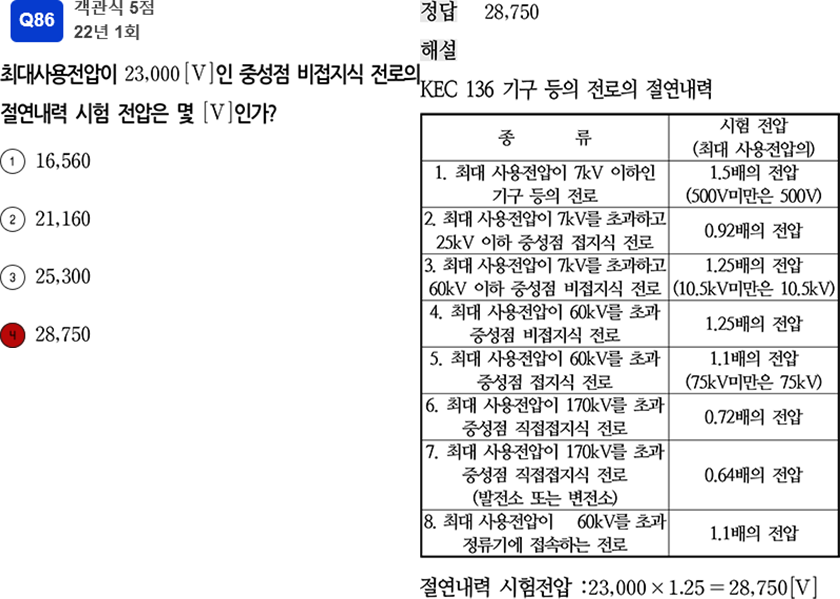 Q86
객관식 5점
22년 1회
최대사용전압이 23,000[V]인 중성점 비접지식 전로의
절연내력 시험 전압은 몇 [V]인가?
1 16,560
2 21,160
3 25,300
4 28,750
정답 28,750
해설
KEC 136 기구 등의 전로의 절연내력
종 류
시험 전압
(최대 사용전압의)
1. 최대 사용전압이 7kV 이하인
기구 등의 전로
1.5배의 전압
(500V미만은 500V)
2. 최대 사용전압이 7kV를 초과하고
25kV 이하 중성점 접지식 전로
0.92배의 전압
3. 최대 사용전압이 7kV를 초과하고
60kV 이하 중성점 비접지식 전로
1.25배의 전압
(10.5kV미만은 10.5kV)
4. 최대 사용전압이 60kV를 초과
중성점 비접지식 전로
1.25배의 전압
5. 최대 사용전압이 60kV를 초과
중성점 접지식 전로
1.1배의 전압
(75kV미만은 75kV)
6. 최대 사용전압이 170kV를 초과
중성점 직접접지식 전로
0.72배의 전압
7. 최대 사용전압이 170kV를 초과
중성점 직접접지식 전로
(발전소 또는 변전소)
0.64배의 전압
8. 최대 사용전압이 60kV를 초과
정류기에 접속하는 전로
1.1배의 전압
절연내력 시험전압 :23,000×1.25=28,750[V]